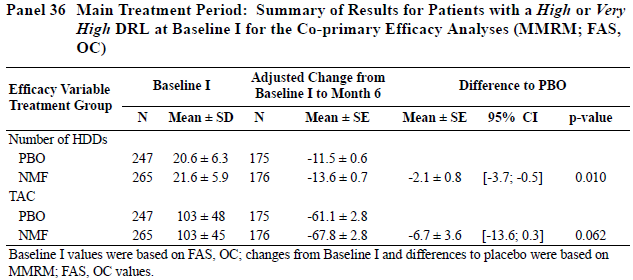 Panel 36 Main Treatment Period: Summary of Results for Patients with a High or Very
High DRL at Baseline I for the Co-primary Efficacy Analyses (MMRM; FAS,
OC)
Efficacy Variable Treatment Group Baseline I Adjusted Change from Baseline I to Month 6 Difference to PBO
N Mean ± SD N Mean ± SE Mean ± SE 95% CI p-value
Number of HDDs
PBO 247 20.6 ± 6.3 175 -11.5 ± 0.6
NMF 265 21.6 ± 5.9 176 -13.6 ± 0.7 -2.1 ± 0.8 [-3.7; -0.5] 0.010
TAC
PBO 247 103 ± 48 175 -61.1 ± 2.8
NMF 265 103 ± 45 176 -67.8 ± 2.8 -6.7 ± 3.6 [-13.6; 0.3] 0.062
Baseline I values were based on FAS, OC; changes from Baseline I and differences to placebo were based on
MMRM; FAS, OC values.